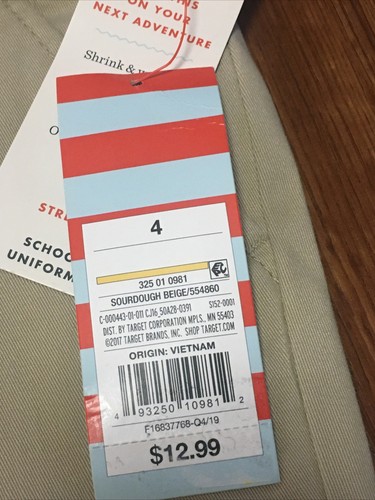 ON YOUR
NEXT ADVENTURE
Shrink &
SCHOO
UNIFORM
4
325 01 0981
SOURDOUGH BEIGE/554860
C-000443-01-011 CJ16_50A28-0391 S152-0001
DIST. BY TARGET CORPORATION MPLS., MN 55403
©2017 TARGET BRANDS, INC. SHOP TARGET.COM
ORIGIN: VIETNAM
4 93250 10981 2
F16837768-Q4/19
$12.99